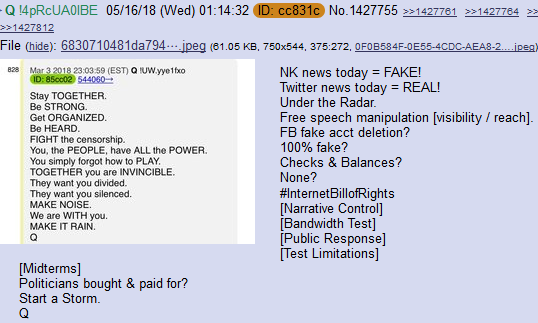 Q !4pRcUA0lBE 05/16/18 (Wed) 01:14:32 ID: cc831c No.1427755 >>1427761 >>1427764 >>
>>1427812
File (hide): 6830710481da794⋯.jpeg (61.05 KB, 750x544, 375:272, 0F0B584F-0E55-4CDC-AEA8-2….jpeg)
828
Mar 3 2018 23:03:59 (EST) Q !UW.yye1fxo
ID: 85cc02 544060→
Stay TOGETHER.
Be STRONG.
Get ORGANIZED.
Be HEARD.
FIGHT the censorship.
You, the PEOPLE, have ALL the POWER.
You simply forgot how to PLAY.
TOGETHER you are INVINCIBLE.
They want you divided.
They want you silenced.
MAKE NOISE.
We are WITH you.
MAKE IT RAIN.
Q
NK news today = FAKE!
Twitter news today = REAL!
Under the Radar.
Free speech manipulation [visibility / reach].
FB fake acct deletion?
100% fake?
Checks & Balances?
None?
#InternetBillofRights
[Narrative Control]
[Bandwidth Test]
[Public Response]
[Test Limitations]
[Midterms]
Politicians bought & paid for?
Start a Storm.
Q